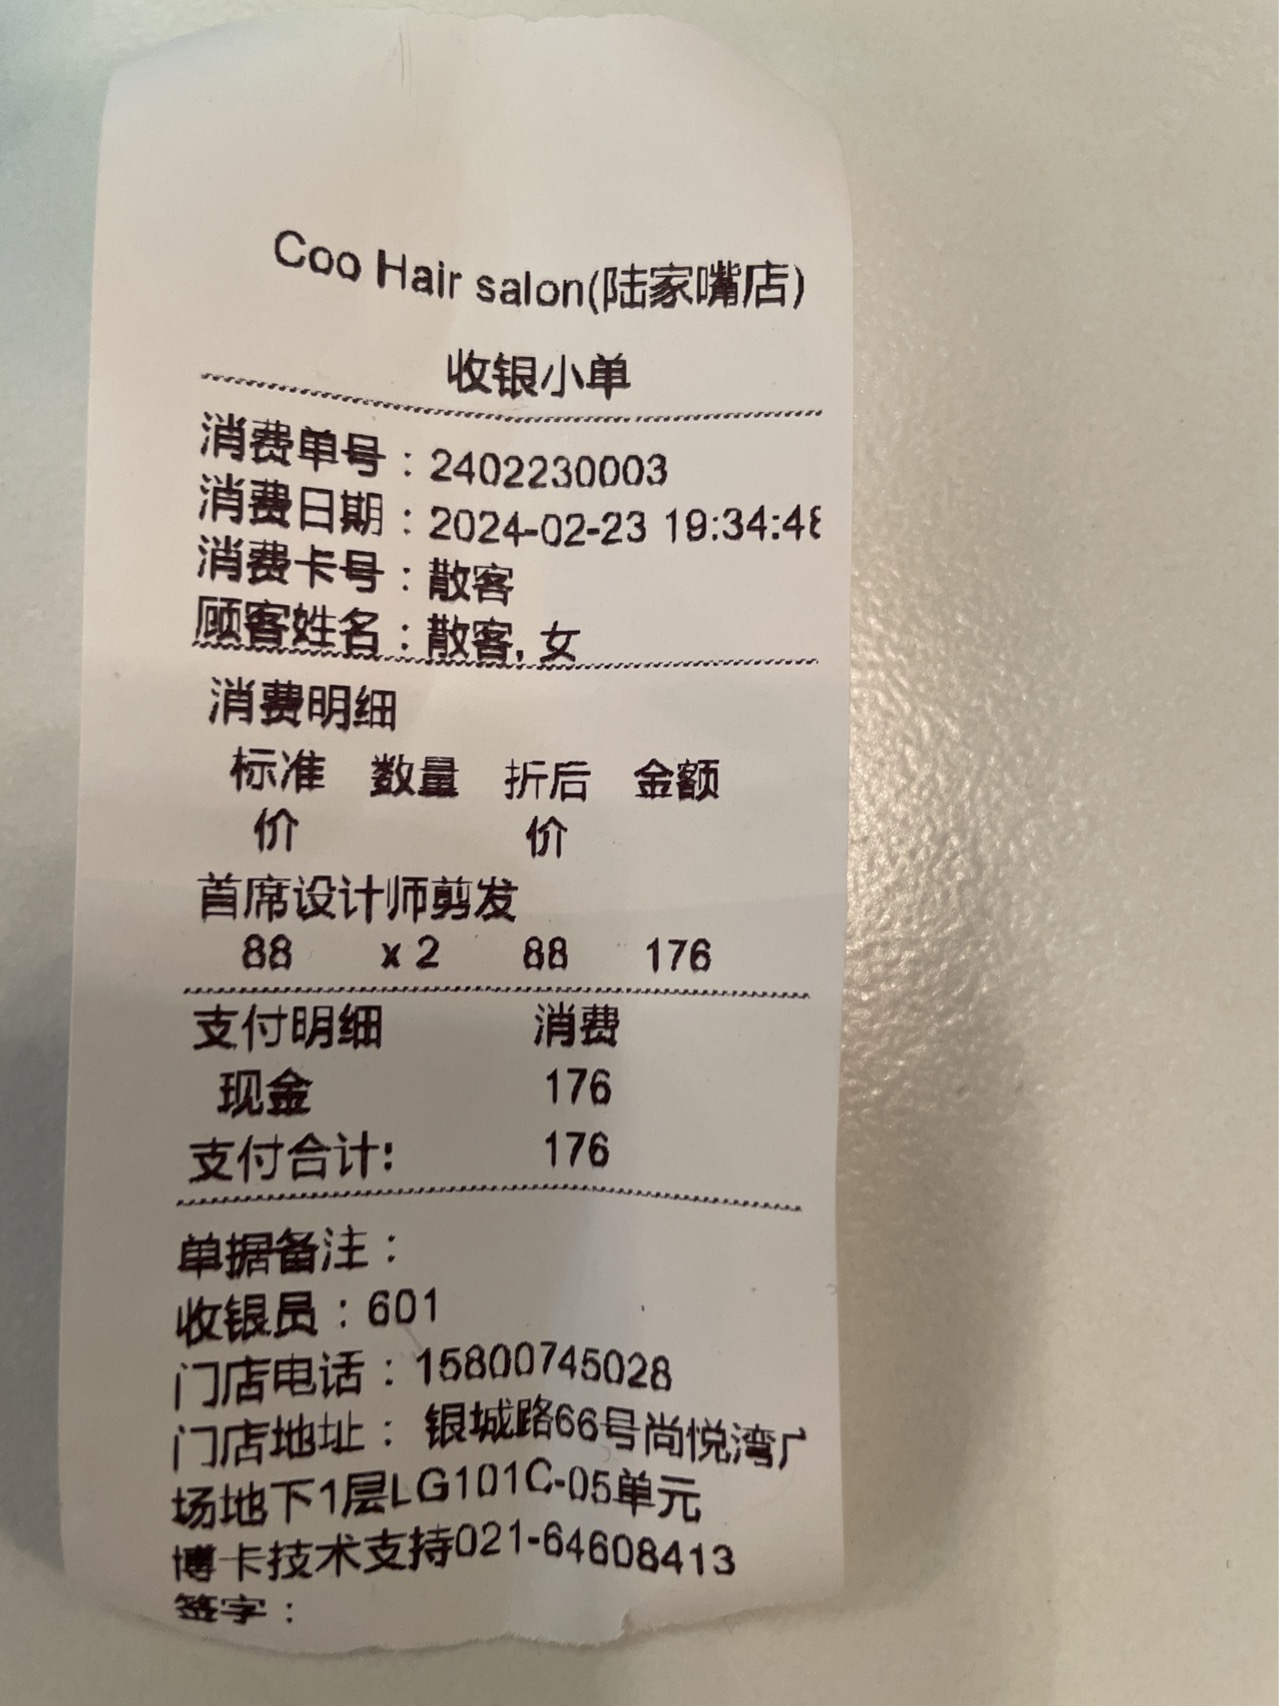 Coo Hair salon(陆家嘴店)
收银小单
消费单号：2402230003
消费日期：2024-02-23 19:34:4
消费卡号：散客
顾客姓名：散客,女
消费明细
标准价 数量 折后价 金额
首席设计师剪发
88 x2 88 176
支付明细 消费
现金 176
支付合计: 176
单据备注：
收银员：601
门店电话：15800745028
门店地址： 银城路66号尚悦湾广
场地下1层LG101C-05单元
博卡技术支持021-64608413
签字：